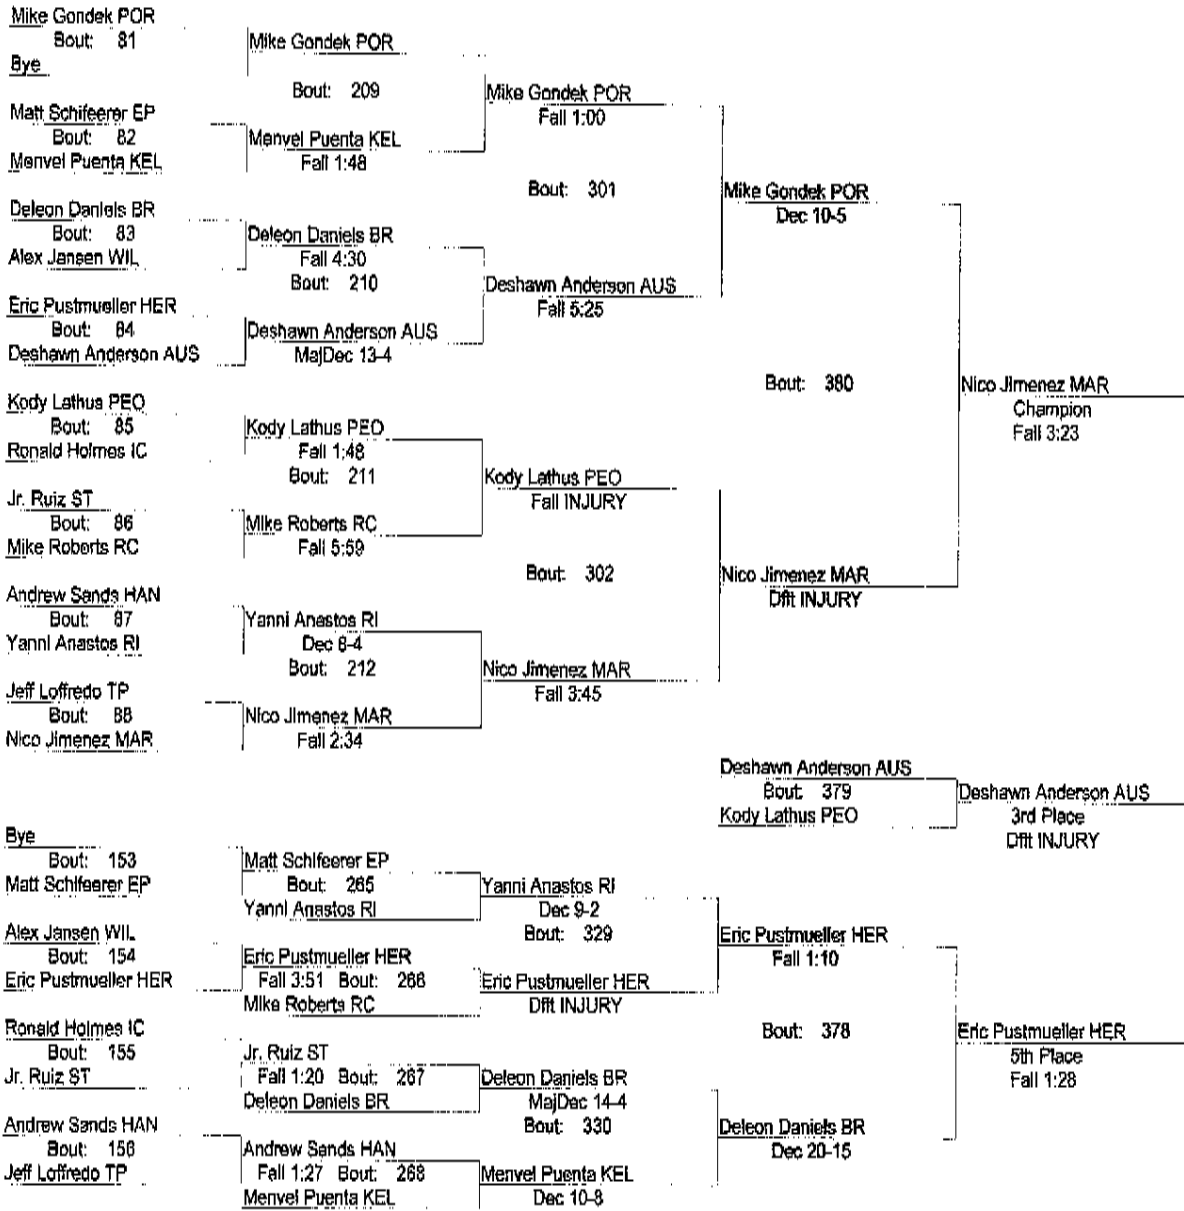 Mike Gondek POR
Bout: 81
Bye
Mike Gondek POR
Bout: 209
Matt Schifeerer EP
Bout: 82
Menvel Puenta KEL
Menvel Puenta KEL
Fall 1:48
Mike Gondek POR
Fall 1:00
Bout: 301
Deleon Daniels BR
Bout: 83
Alex Jansen WIL
Deleon Daniels BR
Fall 4:30
Bout: 210
Eric Pustmueller HER
Bout: 84
Deshawn Anderson AUS
Deshawn Anderson AUS
MajDec 13-4
Deshawn Anderson AUS
Fall 5:25
Mike Gondek POR
Dec 10-5
Bout: 380
Kody Lathus PEO
Bout: 85
Ronald Holmes IC
Kody Lathus PEO
Fall 1:48
Bout: 211
Jr. Ruiz ST
Bout: 86
Mike Roberts RC
Mike Roberts RC
Fall 5:59
Kody Lathus PEO
Fall INJURY
Bout: 302
Andrew Sands HAN
Bout: 87
Yanni Anastos RI
Yanni Anastos RI
Dec 6-4
Bout: 212
Jeff Loffredo TP
Bout: 88
Nico Jimenez MAR
Nico Jimenez MAR
Fall 2:34
Nico Jimenez MAR
Fall 3:45
Nico Jimenez MAR
Dfft INJURY
Nico Jimenez MAR
Champion
Fall 3:23
Deshawn Anderson AUS
Bout: 379
Kody Lathus PEO
Deshawn Anderson AUS
3rd Place
Dfft INJURY
Bye
Bout: 153
Matt Schifeerer EP
Matt Schifeerer EP
Bout: 265
Yanni Anastos RI
Yanni Anastos RI
Dec 9-2
Bout: 329
Alex Jansen WIL
Bout: 154
Eric Pustmueller HER
Eric Pustmueller HER
Fall 3:51 Bout: 266
Mike Roberts RC
Eric Pustmueller HER
Dfft INJURY
Eric Pustmueller HER
Fall 1:10
Bout: 378
Ronald Holmes IC
Bout: 155
Jr. Ruiz ST
Jr. Ruiz ST
Fall 1:20 Bout: 267
Deleon Daniels BR
Deleon Daniels BR
MajDec 14-4
Bout: 330
Andrew Sands HAN
Bout: 156
Jeff Loffredo TP
Andrew Sands HAN
Fall 1:27 Bout: 268
Menvel Puenta KEL
Menvel Puenta KEL
Dec 10-8
Deleon Daniels BR
Dec 20-15
Eric Pustmueller HER
5th Place
Fall 1:28